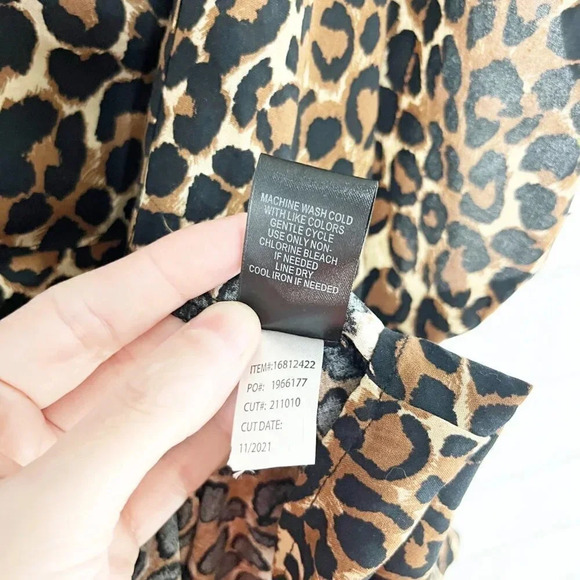 MACHINE WASH COLD
WITH LIKE COLORS
GENTLE CYCLE
USE ONLY NON-
CHLORINE BLEACH
IF NEEDED
LINE DRY
COOL IRON IF NEEDED
ITEM#:16812422
PO#: 1966177
CUT#: 211010
CUT DATE:
11/2021